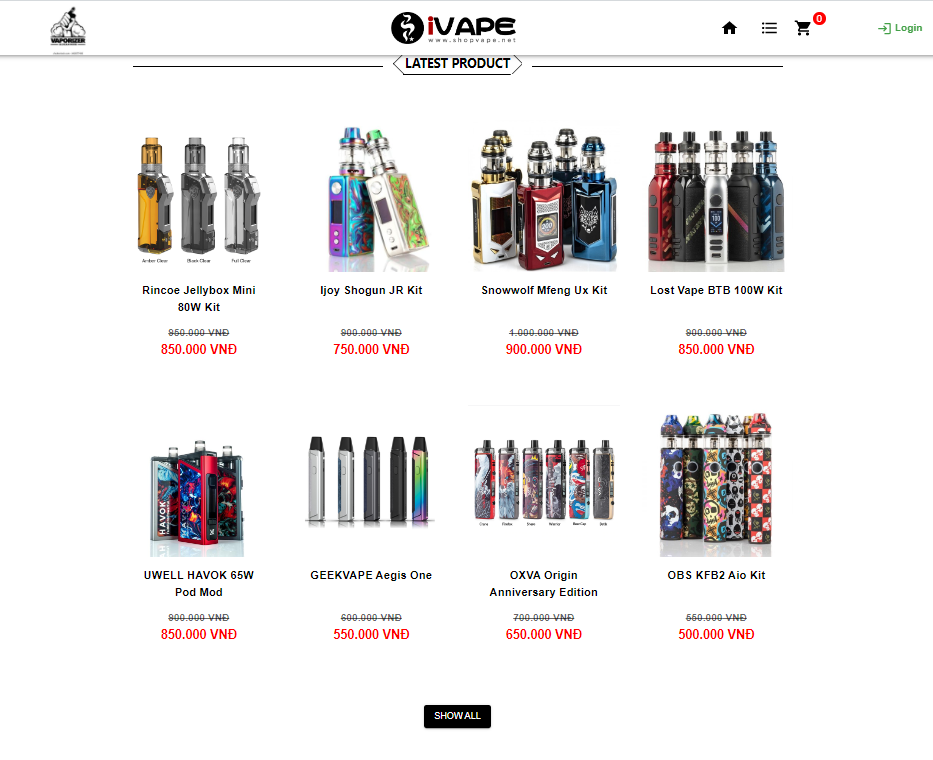 VAPORIZER
iVAPE
www.shopvape.net
0
Login
LATEST PRODUCT
Amber Clear
Black Clear
Full Clear
Rincoe Jellybox Mini
80W Kit
950.000 VNĐ
850.000 VNĐ
Ijoy Shogun JR Kit
900.000 VNĐ
750.000 VNĐ
200
Snowwolf Mfeng Ux Kit
1.000.000 VNĐ
900.000 VNĐ
100
Lost Vape BTB 100W Kit
900.000 VNĐ
850.000 VNĐ
HAVOK
UWELL HAVOK 65W
Pod Mod
900.000 VNĐ
850.000 VNĐ
GEEKVAPE Aegis One
600.000 VNĐ
550.000 VNĐ
Warrior
OXVA Origin
Anniversary Edition
700.000 VNĐ
650.000 VNĐ
OBS KFB2 Aio Kit
550.000 VNĐ
500.000 VNĐ
SHOW ALL